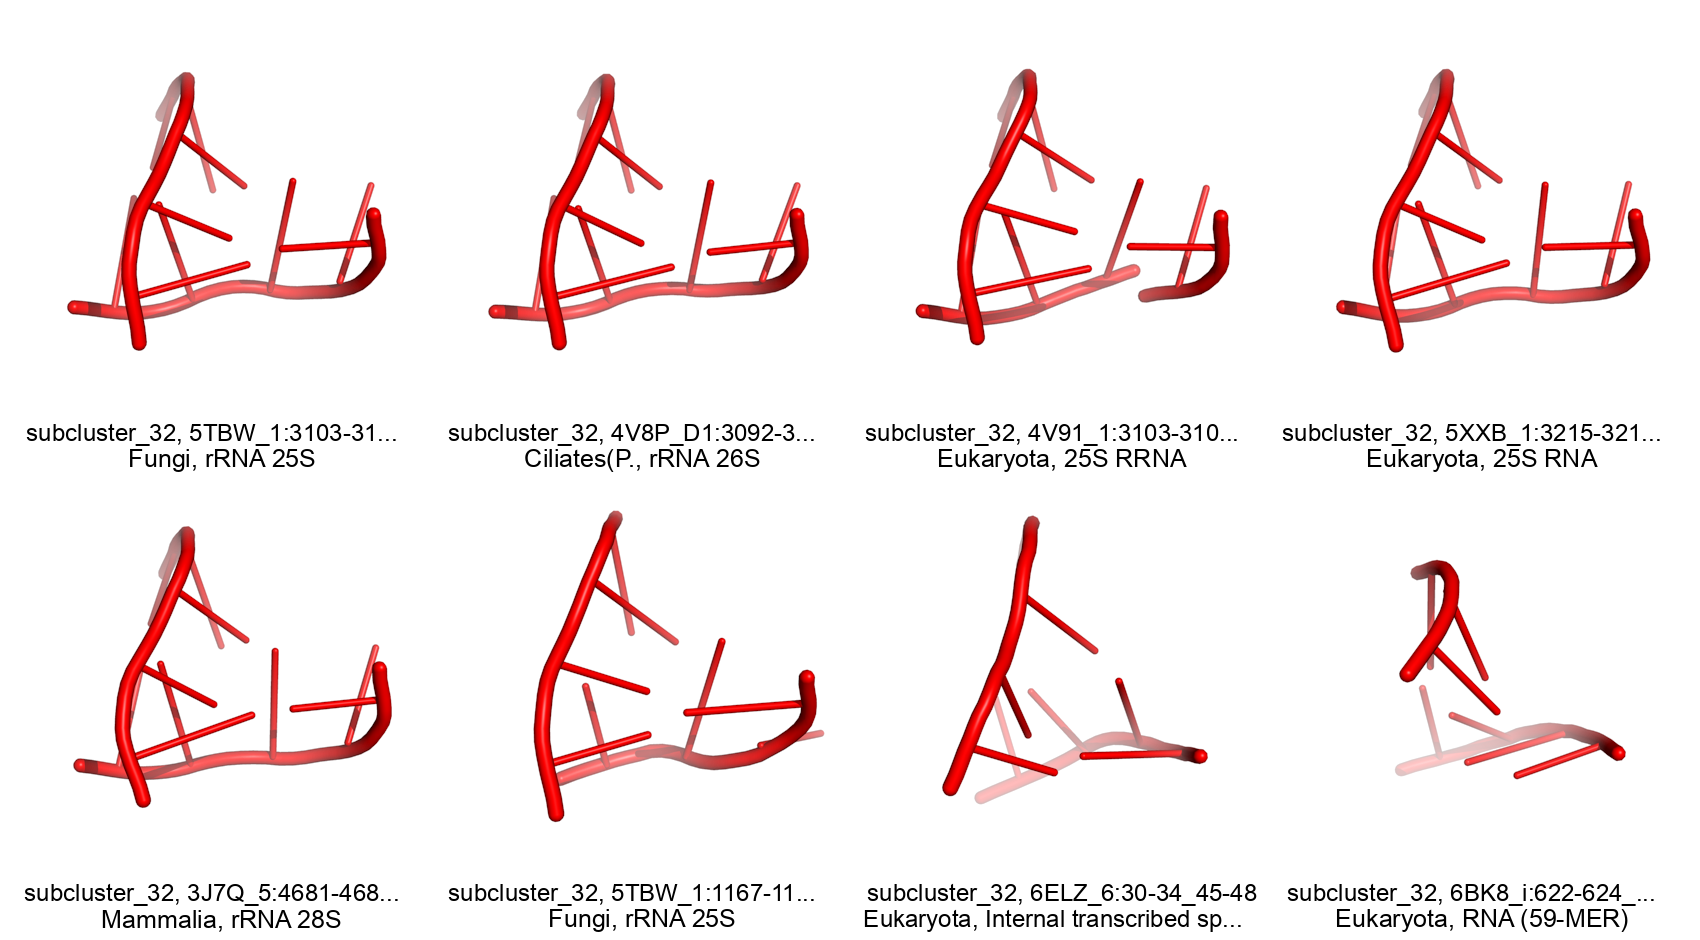 subcluster_32, 5TBW_1:3103-31...
Fungi, rRNA 25S
subcluster_32, 4V8P_D1:3092-3...
Ciliates(P., rRNA 26S
subcluster_32, 4V91_1:3103-310...
Eukaryota, 25S RRNA
subcluster_32, 5XXB_1:3215-321...
Eukaryota, 25S RNA
subcluster_32, 3J7Q_5:4681-468...
Mammalia, rRNA 28S
subcluster_32, 5TBW_1:1167-11...
Fungi, rRNA 25S
subcluster_32, 6ELZ_6:30-34_45-48
Eukaryota, Internal transcribed sp...
subcluster_32, 6BK8_i:622-624_...
Eukaryota, RNA (59-MER)